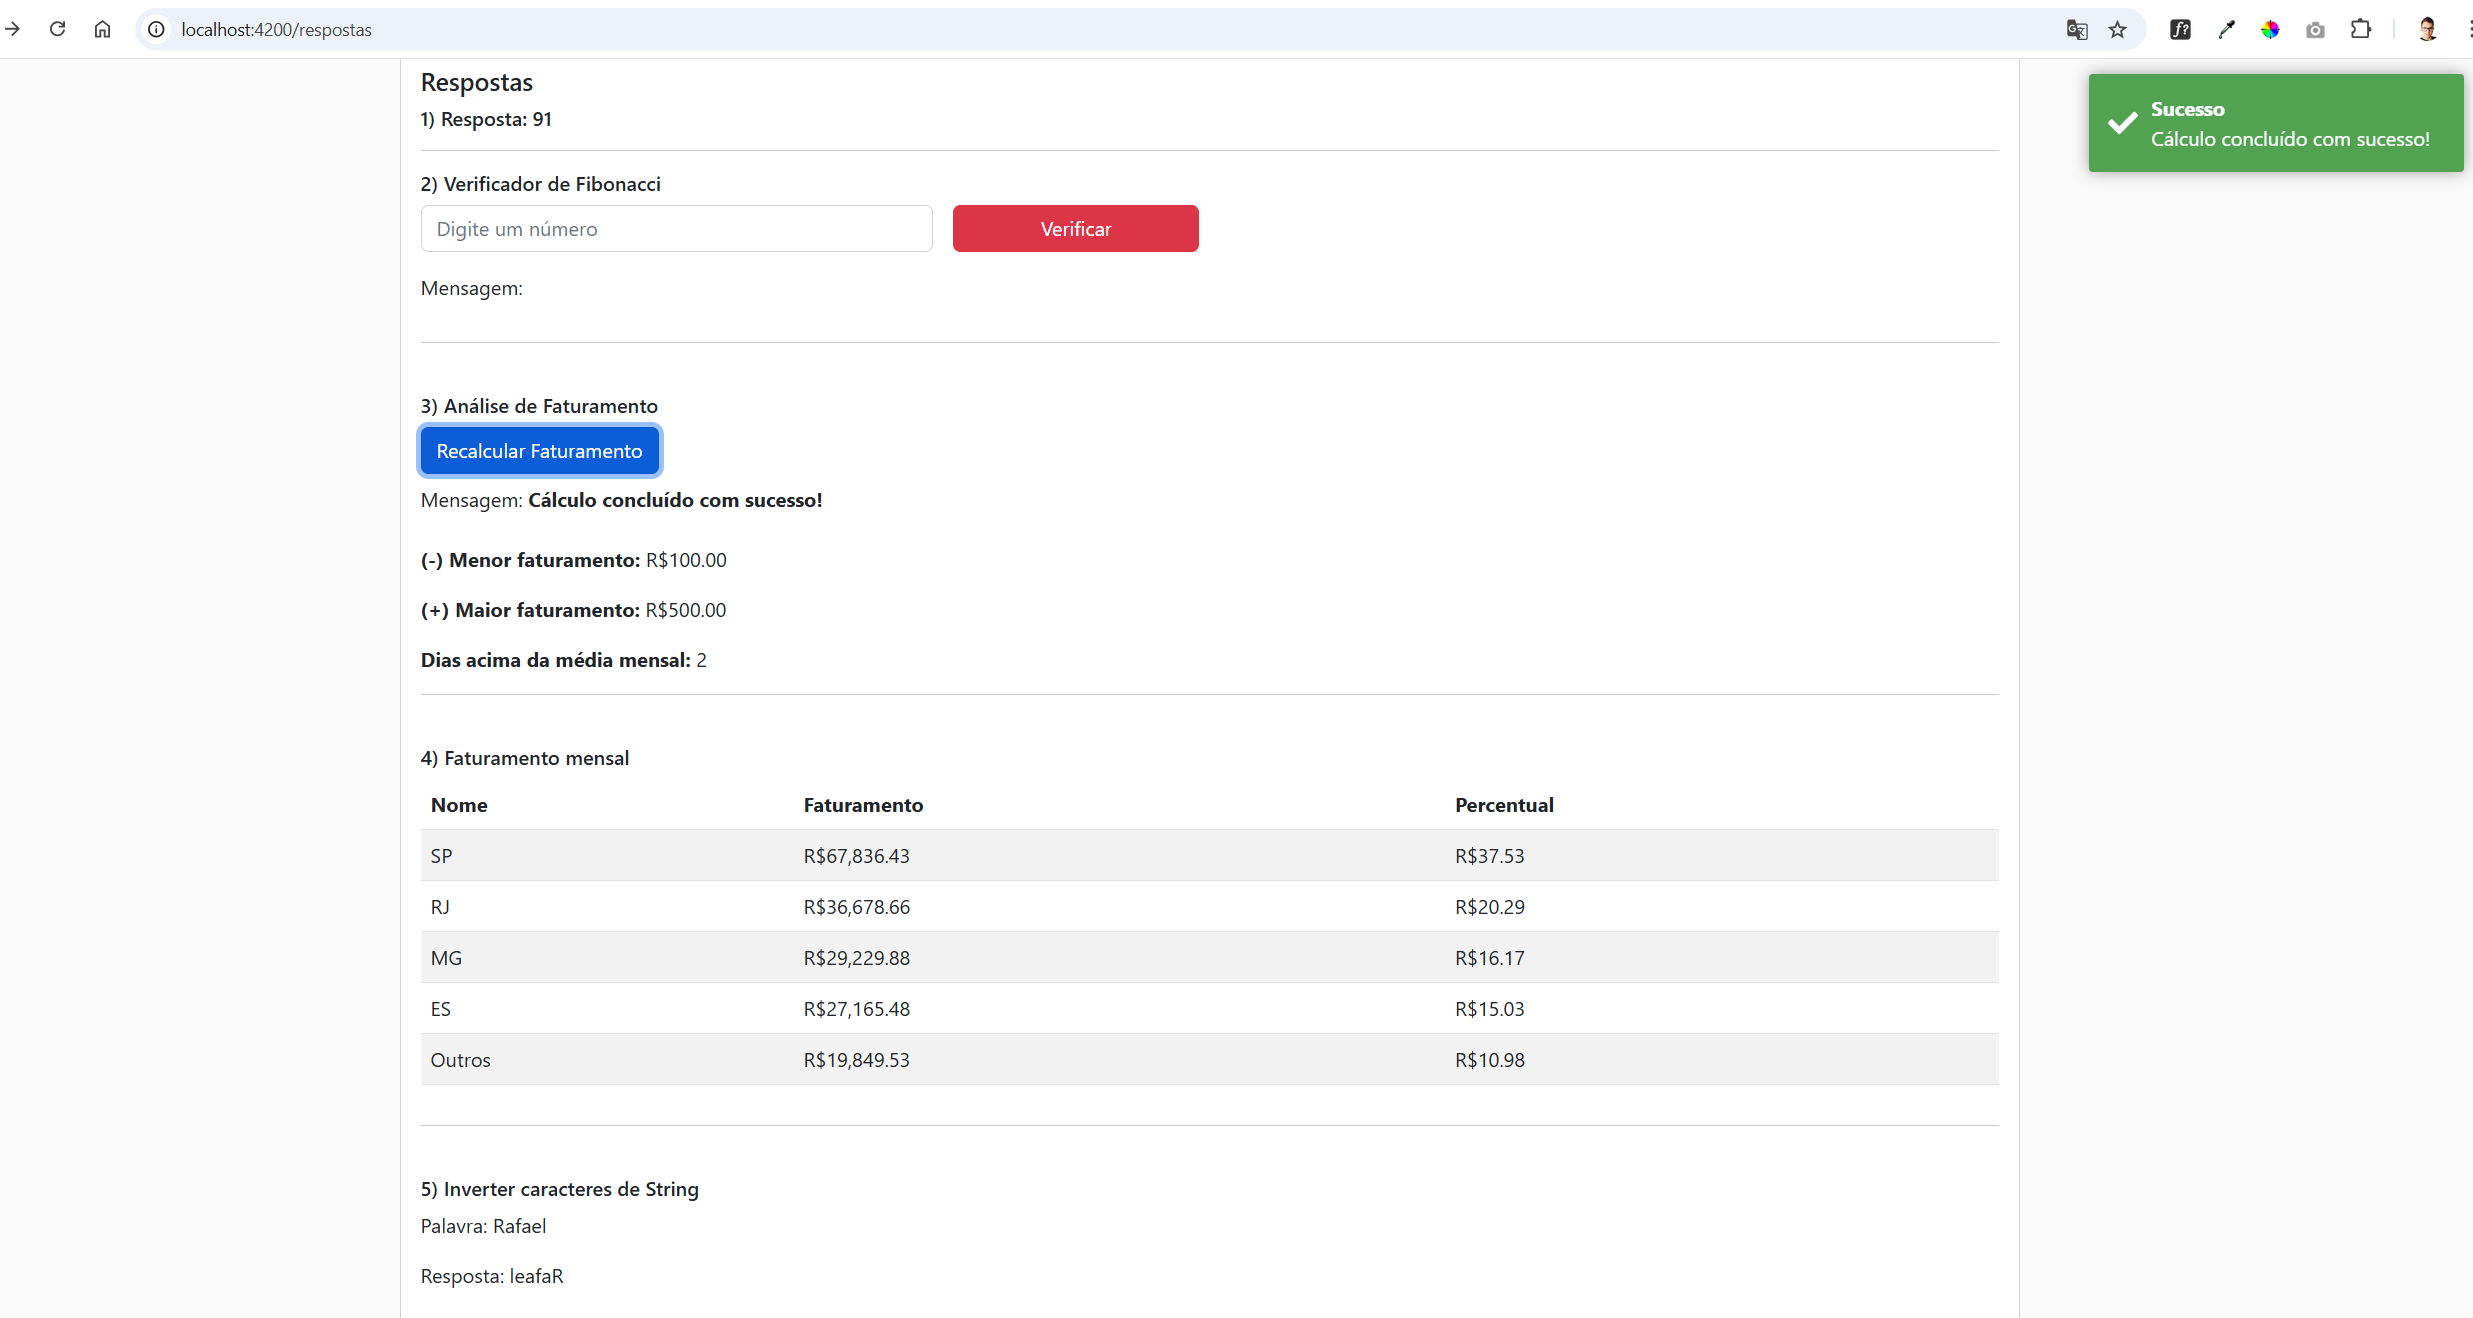 localhost:4200/respostas
Sucesso
Cálculo concluído com sucesso!
Respostas
1) Resposta: 91
2) Verificador de Fibonacci
Digite um número
Verificar
Mensagem:
3) Análise de Faturamento
Recalcular Faturamento
Mensagem: Cálculo concluído com sucesso!
(-) Menor faturamento: R$100.00
(+) Maior faturamento: R$500.00
Dias acima da média mensal: 2
4) Faturamento mensal
Nome Faturamento Percentual
SP R$67,836.43 R$37.53
RJ R$36,678.66 R$20.29
MG R$29,229.88 R$16.17
ES R$27,165.48 R$15.03
Outros R$19,849.53 R$10.98
5) Inverter caracteres de String
Palavra: Rafael
Resposta: leafaR